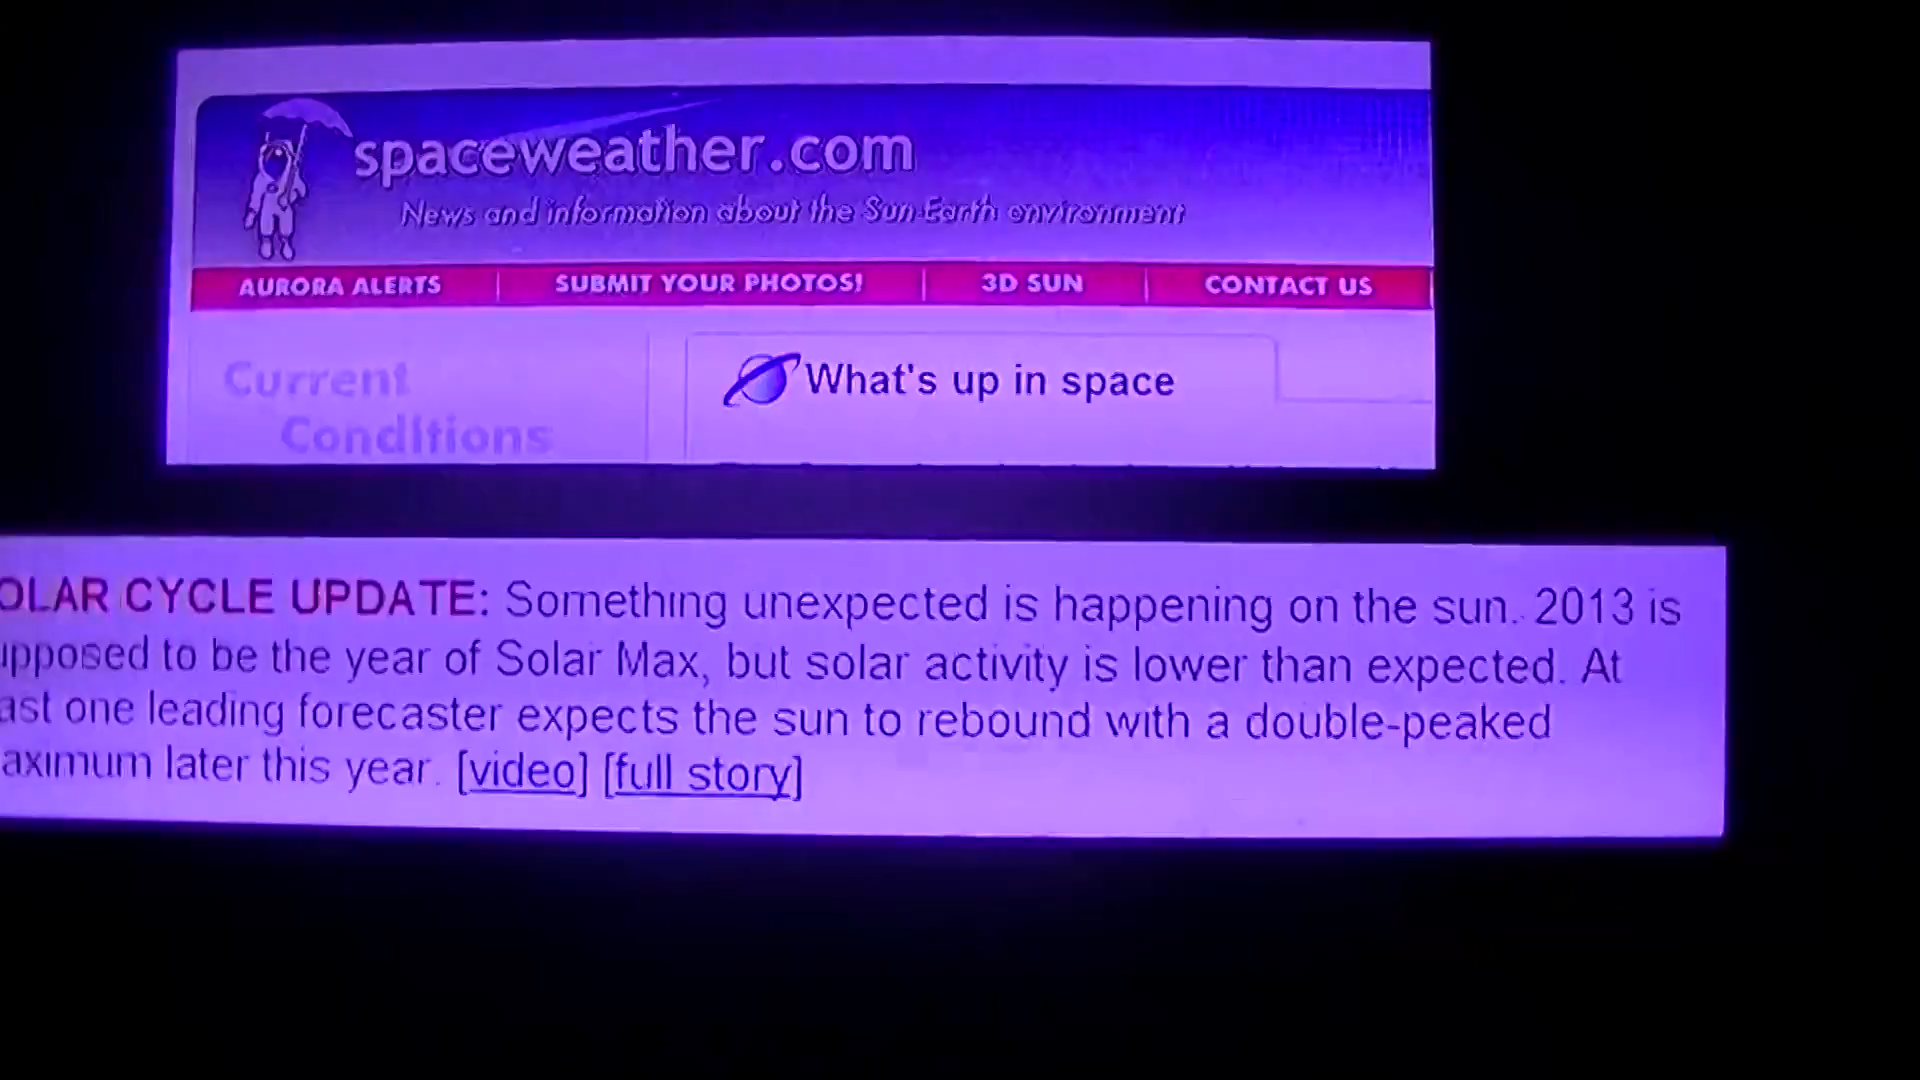 spaceweather.com
News and information about the Sun-Earth environment
AURORA ALERTS | SUBMIT YOUR PHOTOS! | 3D SUN | CONTACT US
Current
Conditions
What's up in space
OLAR CYCLE UPDATE: Something unexpected is happening on the sun. 2013 is
pposed to be the year of Solar Max, but solar activity is lower than expected. At
ast one leading forecaster expects the sun to rebound with a double-peaked
aximum later this year. [video] [full story]